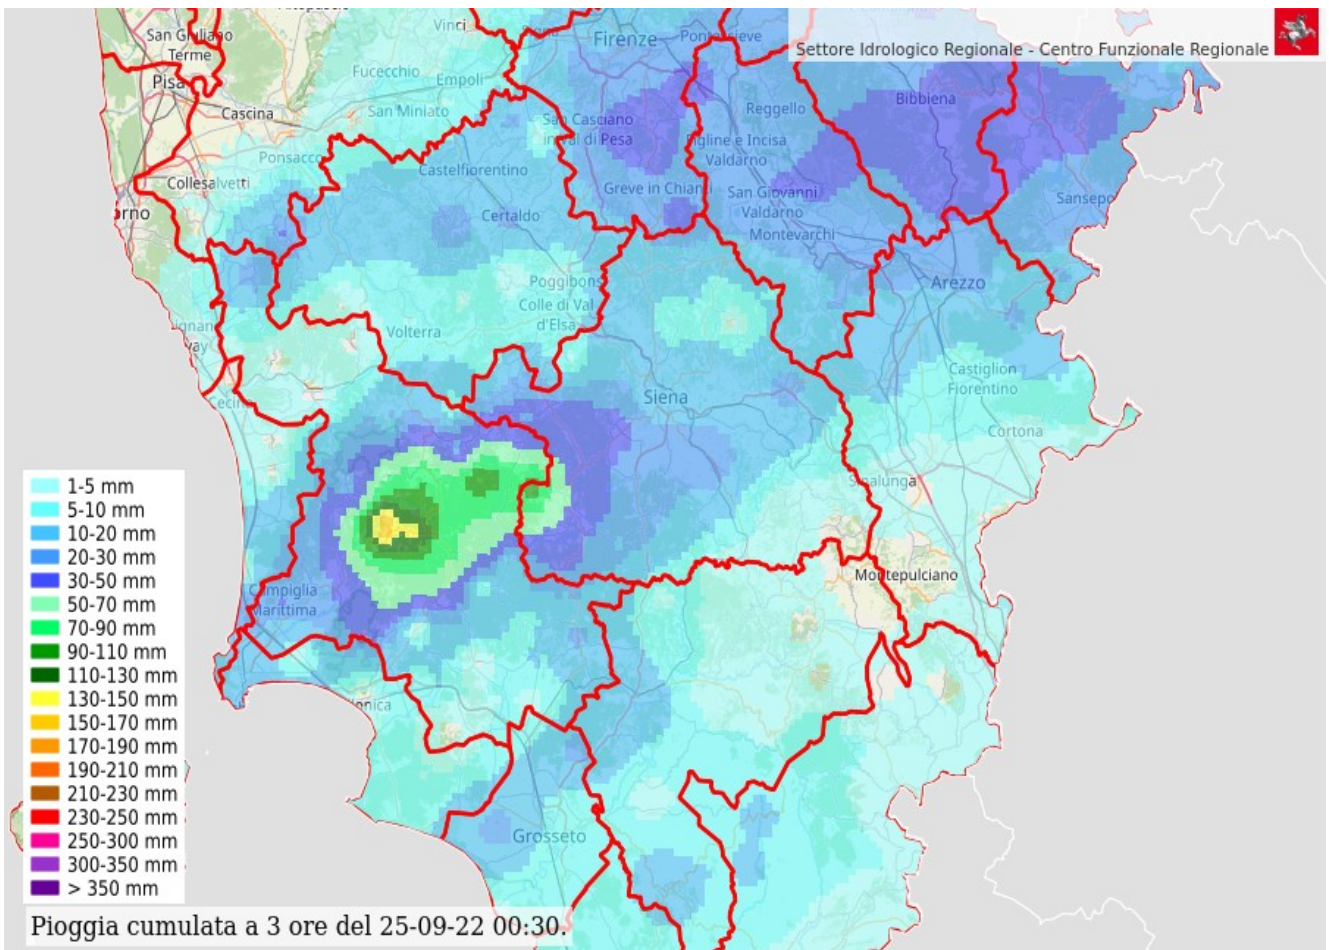 Vinci
Firenze
San Giuliano
Terme
Settore Idrologico Regionale - Centro Funzionale Regionale
Fucecchio
Empoli
Pisa
Cascina
San Miniato
San Casciano
in Val di Pesa
Reggello
Bibbiena
Figline e Incisa
Valdarno
Ponsacco
Collesalvetti
Castelfiorentino
Greve in Chianti
San Giovanni
Valdarno
Sansepo
orno
Certaldo
Montevarchi
Poggibons
Arezzo
Colle di Val
d'Elsa
Volterra
Castiglion
Fiorentino
Siena
Cortona
Montepulciano
Campiglia
Marittima
onica
Grosseto
1-5 mm
5-10 mm
10-20 mm
20-30 mm
30-50 mm
50-70 mm
70-90 mm
90-110 mm
110-130 mm
130-150 mm
150-170 mm
170-190 mm
190-210 mm
210-230 mm
230-250 mm
250-300 mm
300-350 mm
> 350 mm
Pioggia cumulata a 3 ore del 25-09-22 00:30.